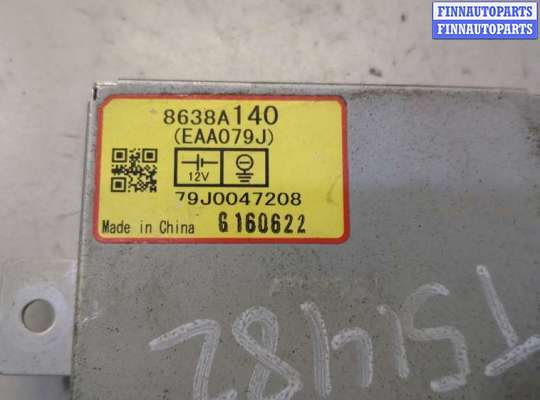 FINNAUTOPARTS
FINNAUTOPARTS
8638A140
(EAA079J)
12V
79J0047208
Made in China G160622